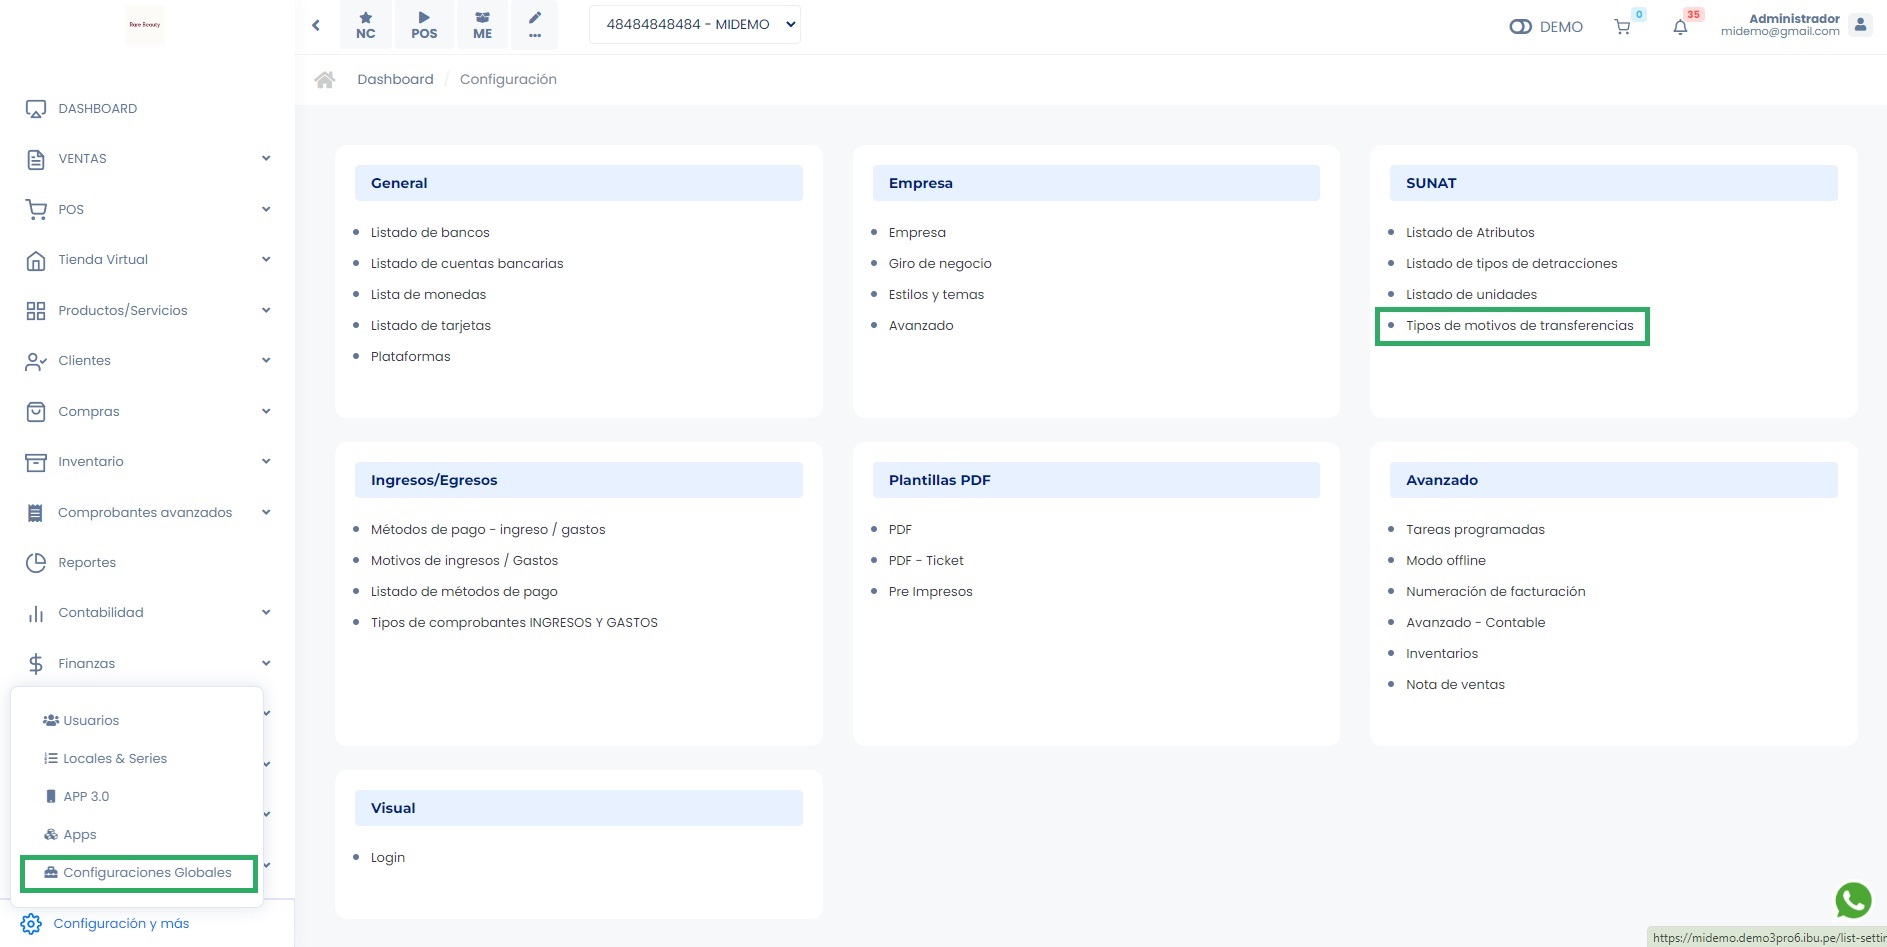 Rare Beauty
NC
POS
ME
...
48484848484 - MIDEMO
DEMO
0
35
Administrador
midemo@gmail.com
Dashboard / Configuración
DASHBOARD
VENTAS
POS
Tienda Virtual
Productos/Servicios
Clientes
Compras
Inventario
Comprobantes avanzados
Reportes
Contabilidad
Finanzas
Usuarios
Locales & Series
APP 3.0
Apps
Configuraciones Globales
Configuración y más
General
Listado de bancos
Listado de cuentas bancarias
Lista de monedas
Listado de tarjetas
Plataformas
Empresa
Empresa
Giro de negocio
Estilos y temas
Avanzado
SUNAT
Listado de Atributos
Listado de tipos de detracciones
Listado de unidades
Tipos de motivos de transferencias
Ingresos/Egresos
Métodos de pago - ingreso / gastos
Motivos de ingresos / Gastos
Listado de métodos de pago
Tipos de comprobantes INGRESOS Y GASTOS
Plantillas PDF
PDF
PDF - Ticket
Pre Impresos
Avanzado
Tareas programadas
Modo offline
Numeración de facturación
Avanzado - Contable
Inventarios
Nota de ventas
Visual
Login
https://midemo.demo3pro6.ibu.pe/list-settin